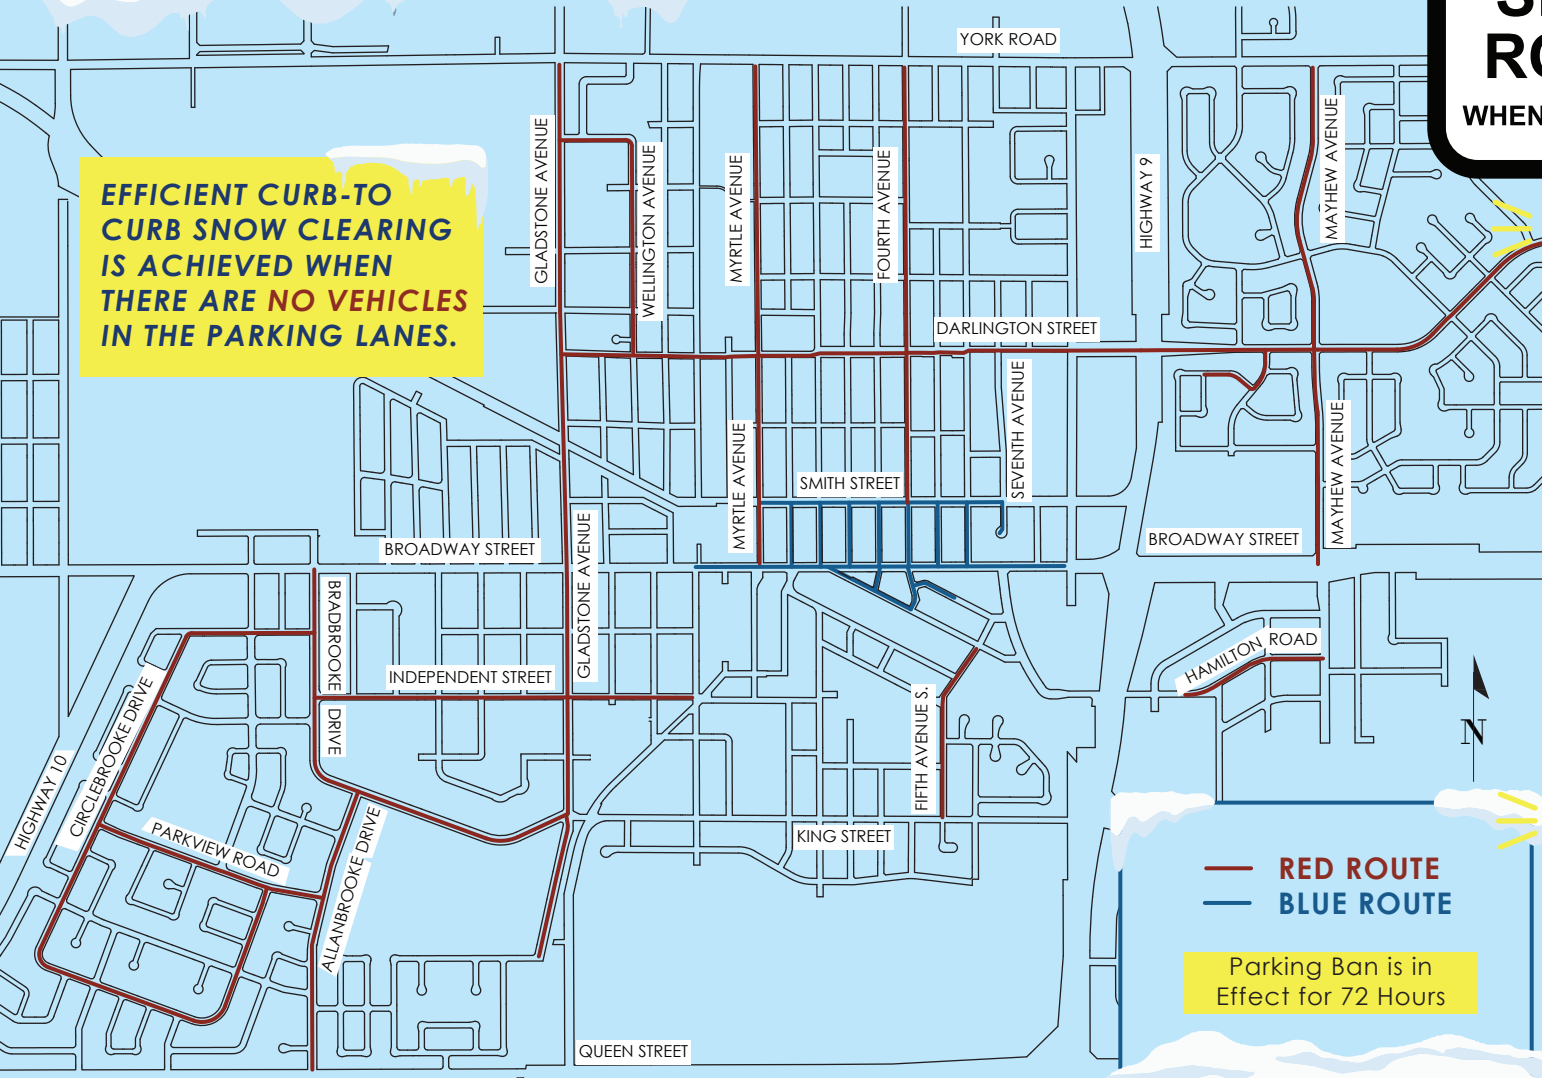 YORK ROAD
WHEN
EFFICIENT CURB-TO
CURB SNOW CLEARING
IS ACHIEVED WHEN
THERE ARE NO VEHICLES
IN THE PARKING LANES.
GLADSTONE AVENUE
WELLINGTON AVENUE
MYRTLE AVENUE
FOURTH AVENUE
HIGHWAY 9
MAYHEW AVENUE
DARLINGTON STREET
MYRTLE AVENUE
SMITH STREET
SEVENTH AVENUE
MAYHEW AVENUE
BROADWAY STREET
BROADWAY STREET
GLADSTONE AVENUE
BRADBROOKE DRIVE
INDEPENDENT STREET
HAMILTON ROAD
FIFTH AVENUE S.
CIRCLEBROOKE DRIVE
HIGHWAY 10
PARKVIEW ROAD
ALLANBROOKE DRIVE
KING STREET
N
RED ROUTE
BLUE ROUTE
Parking Ban is in
Effect for 72 Hours
QUEEN STREET